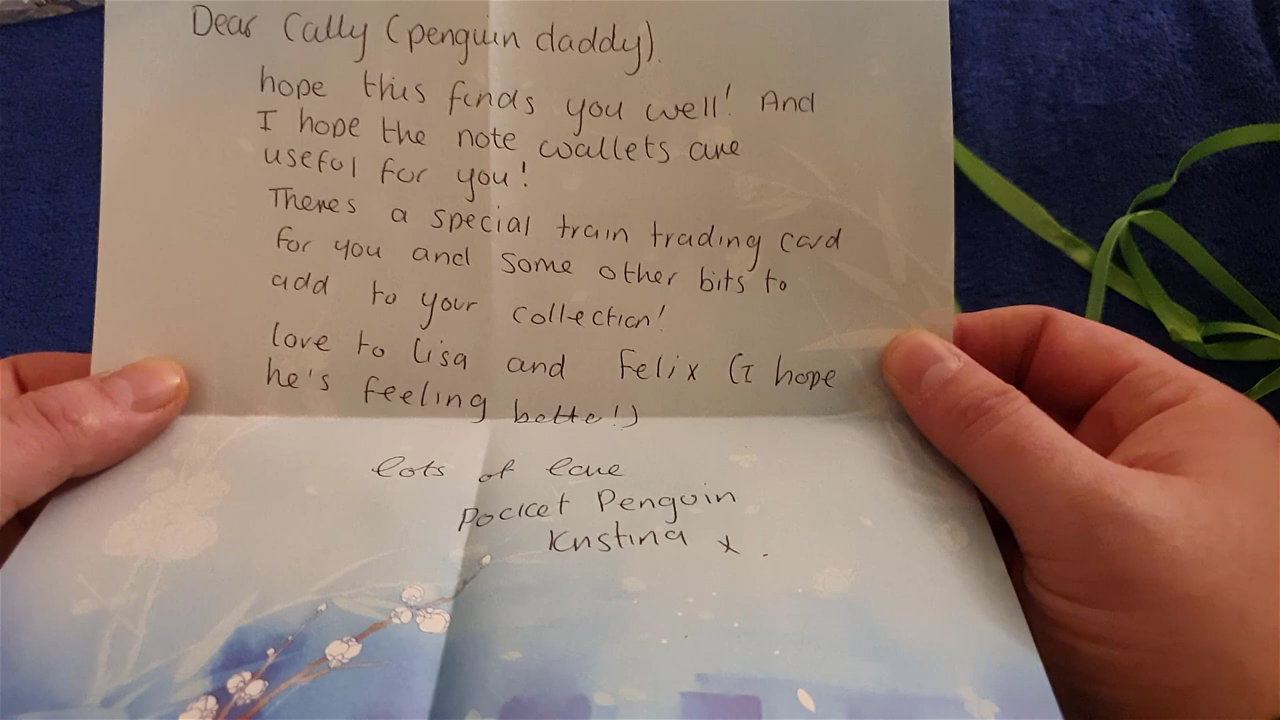 Dear Cally (penguin daddy).
hope this finds you well! And
I hope the note wallets are
useful for you!
Theres a special train trading card
for you and some other bits to
add to your collection!
love to Lisa and Felix (I hope
he's feeling better!)
lots of love
Pocket Penguin
Kristina x.